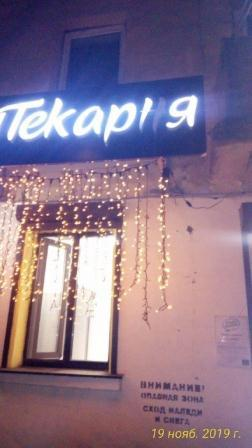 Пекарня
ВНИМАНИЕ!
ОПАСНАЯ ЗОНА
СХОД НАЛЕДИ
И СНЕГА
19 нояб. 2019 г.